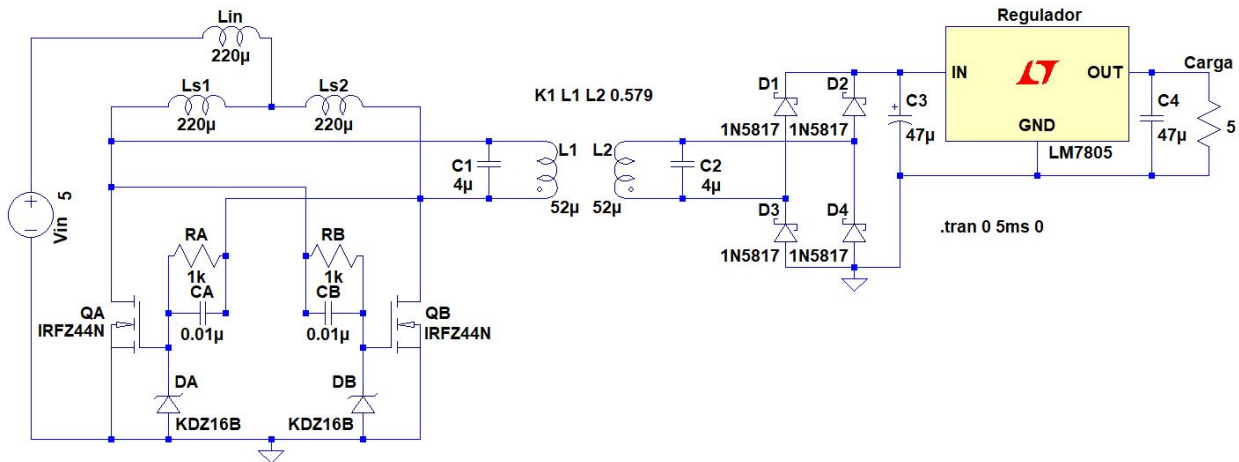 Lin
220µ
Ls1
220µ
Ls2
220µ
Vin
5
K1 L1 L2 0.579
C1
4µ
L1
52µ
L2
52µ
C2
4µ
D1
1N5817
D2
1N5817
D3
1N5817
D4
1N5817
C3
+
47µ
Regulador
IN
OUT
GND
LM7805
C4
47µ
Carga
5
.tran 0 5ms 0
RA
1k
CA
0.01µ
RB
1k
CB
0.01µ
QA
IRFZ44N
QB
IRFZ44N
DA
KDZ16B
DB
KDZ16B